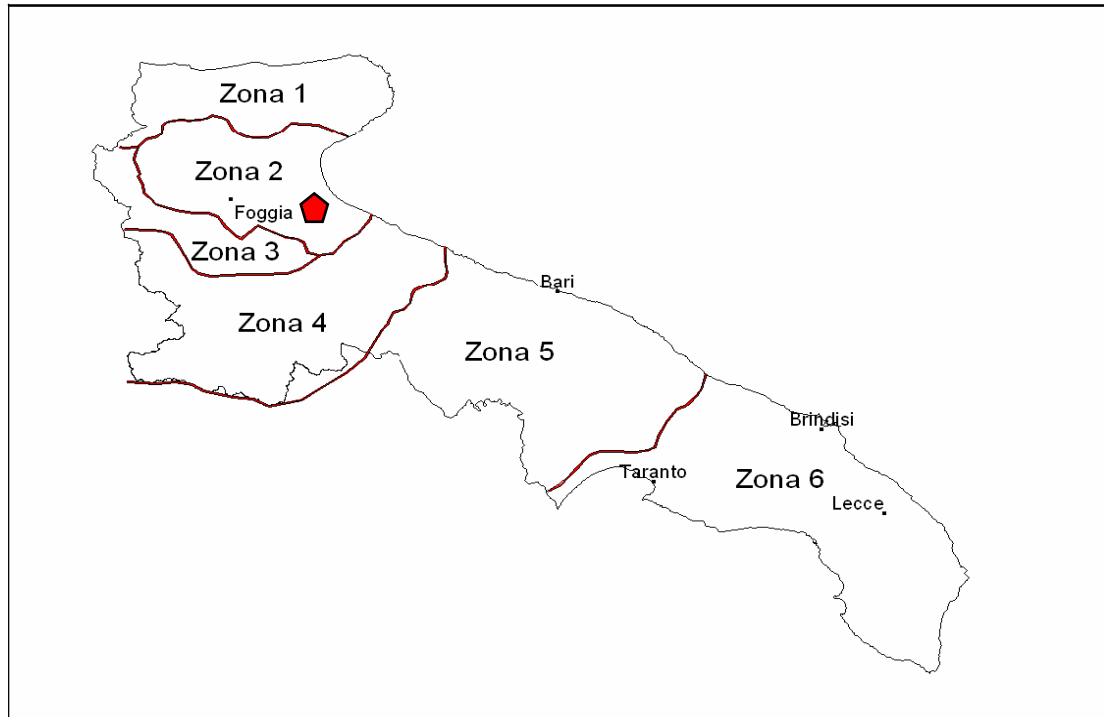 Zona 1
Zona 2
Foggia
Zona 3
Bari
Zona 4
Zona 5
Brindisi
Taranto
Zona 6
Lecce